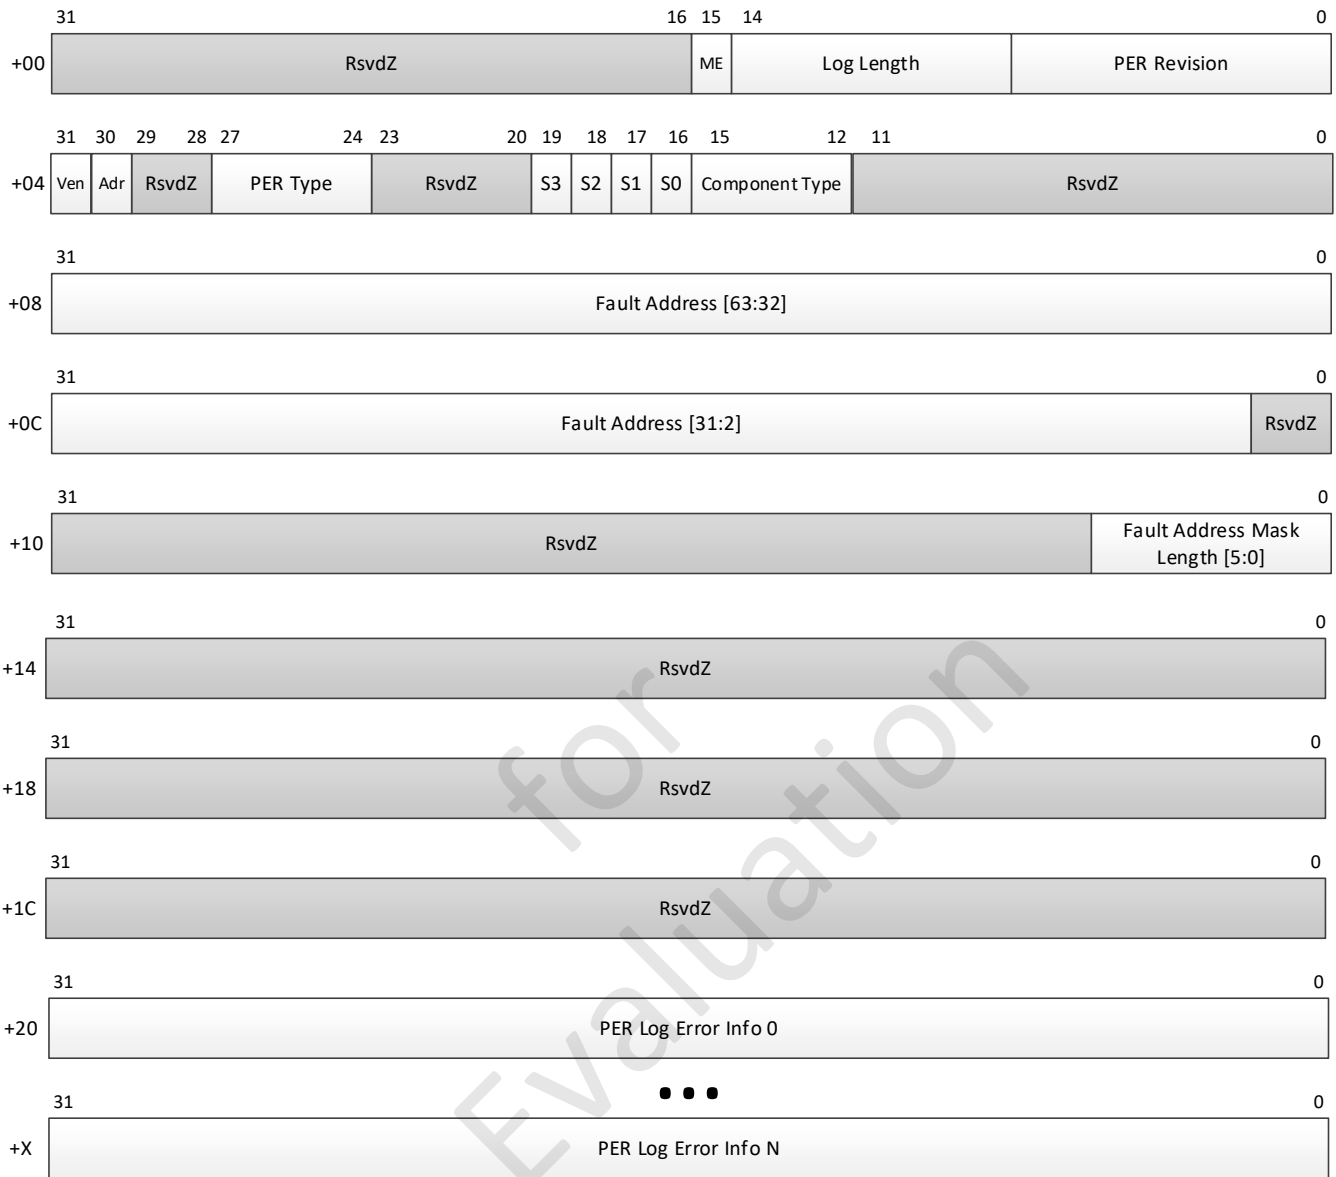 31 16 15 14 0
+00 RsvdZ ME Log Length PER Revision
31 30 29 28 27 24 23 20 19 18 17 16 15 12 11 0
+04 Ven Adr RsvdZ PER Type RsvdZ S3 S2 S1 S0 Component Type RsvdZ
31 0
+08 Fault Address [63:32]
31 0
+0C Fault Address [31:2] RsvdZ
31 0
+10 RsvdZ Fault Address Mask
Length [5:0]
31 0
+14 RsvdZ
31 0
+18 RsvdZ
31 0
+1C RsvdZ
31 0
+20 PER Log Error Info 0
•••
31 0
+X PER Log Error Info N
for
Evaluation